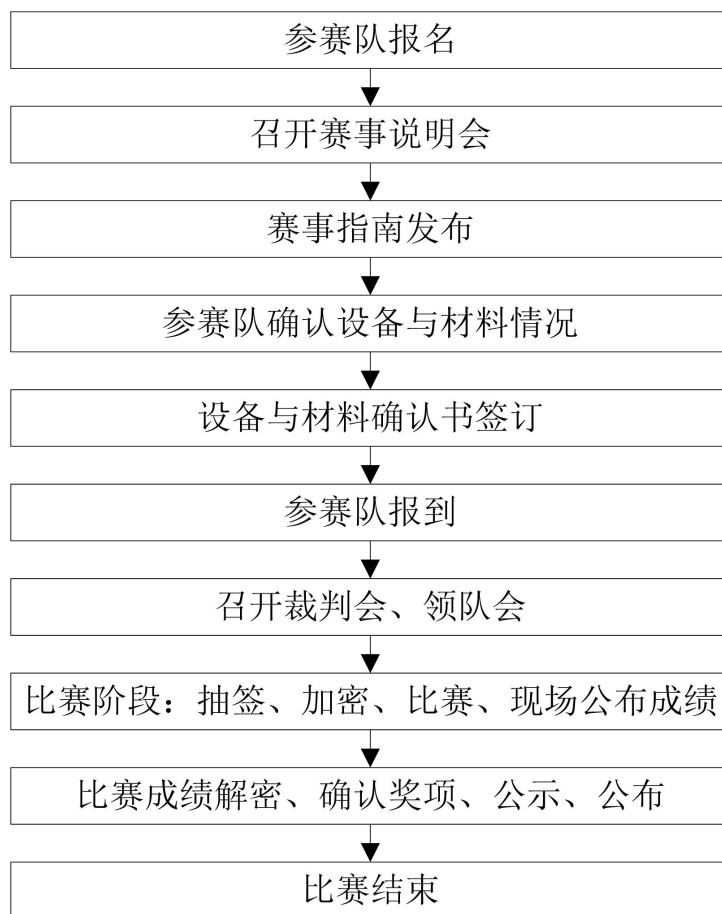 参赛队报名
召开赛事说明会
赛事指南发布
参赛队确认设备与材料情况
设备与材料确认书签订
参赛队报到
召开裁判会、领队会
比赛阶段：抽签、加密、比赛、现场公布成绩
比赛成绩解密、确认奖项、公示、公布
比赛结束